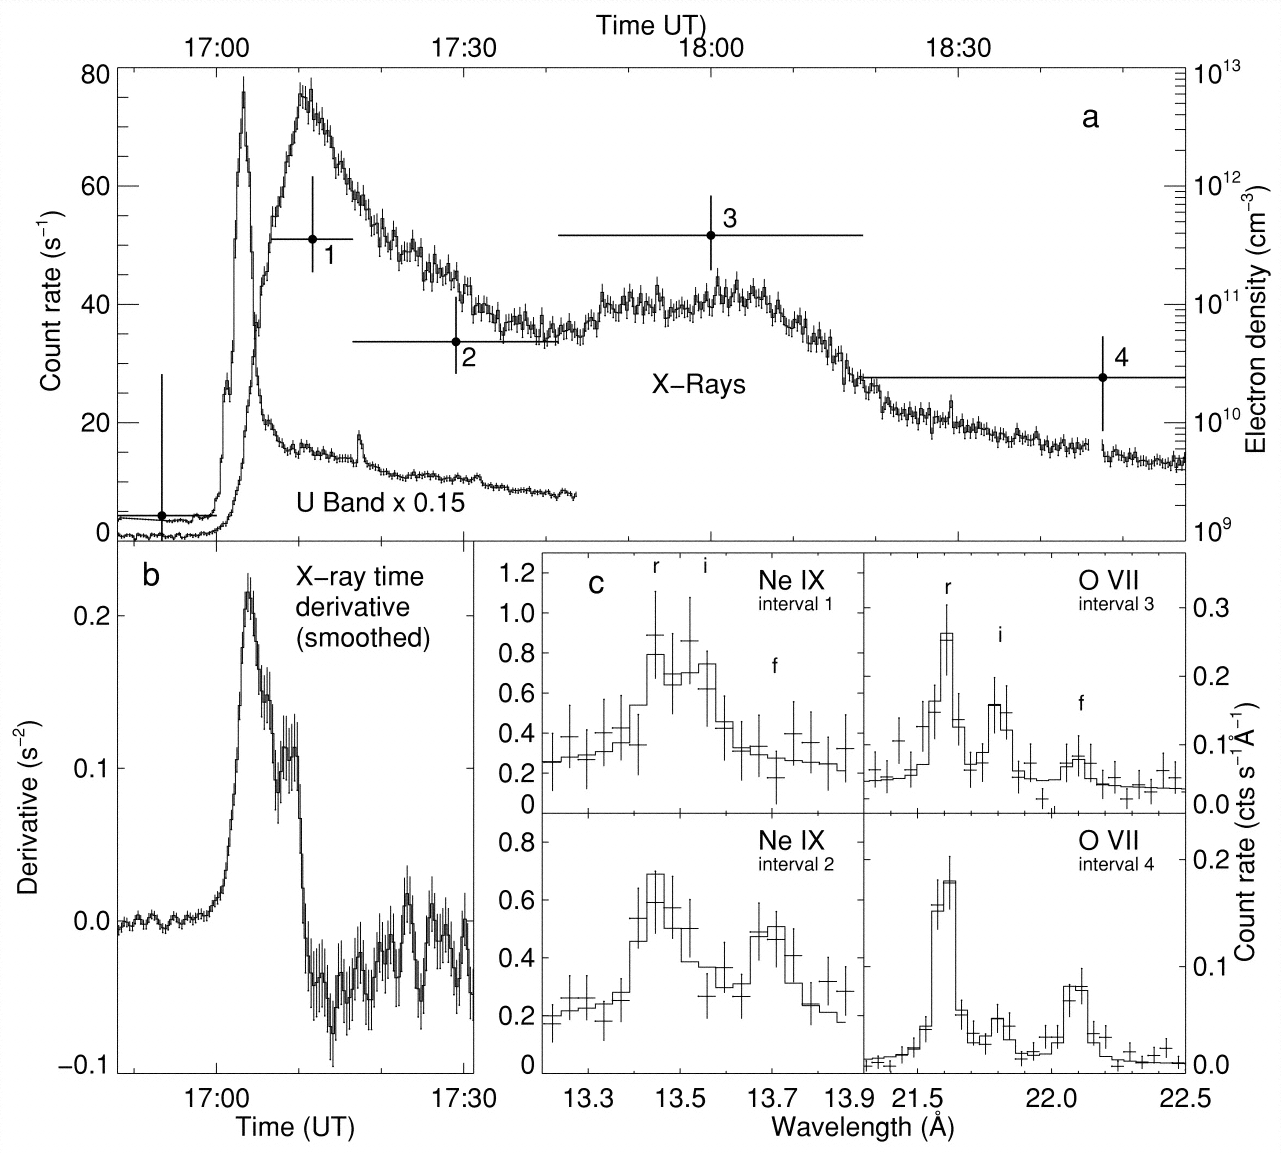 Time UT)
17:00 17:30 18:00 18:30
80 10¹³
a
60 10¹²
3
1
40 10¹¹
2 4
X−Rays
20 10¹⁰
U Band x 0.15
0 10⁹
Count rate (s⁻¹)
Electron density (cm⁻³)
b
X−ray time
derivative
(smoothed)
0.2
0.1
0.0
−0.1
Derivative (s⁻²)
17:00 17:30
Time (UT)
c
r i
f
Ne IX
interval 1
1.2
1.0
0.8
0.6
0.4
0.2
0
r
i
f
O VII
interval 3
0.3
0.2
0.1
0.0
Ne IX
interval 2
0.8
0.6
0.4
0.2
0
O VII
interval 4
0.2
0.1
0.0
Count rate (cts s⁻¹Å⁻¹)
13.3 13.5 13.7 13.9 21.5 22.0 22.5
Wavelength (Å)